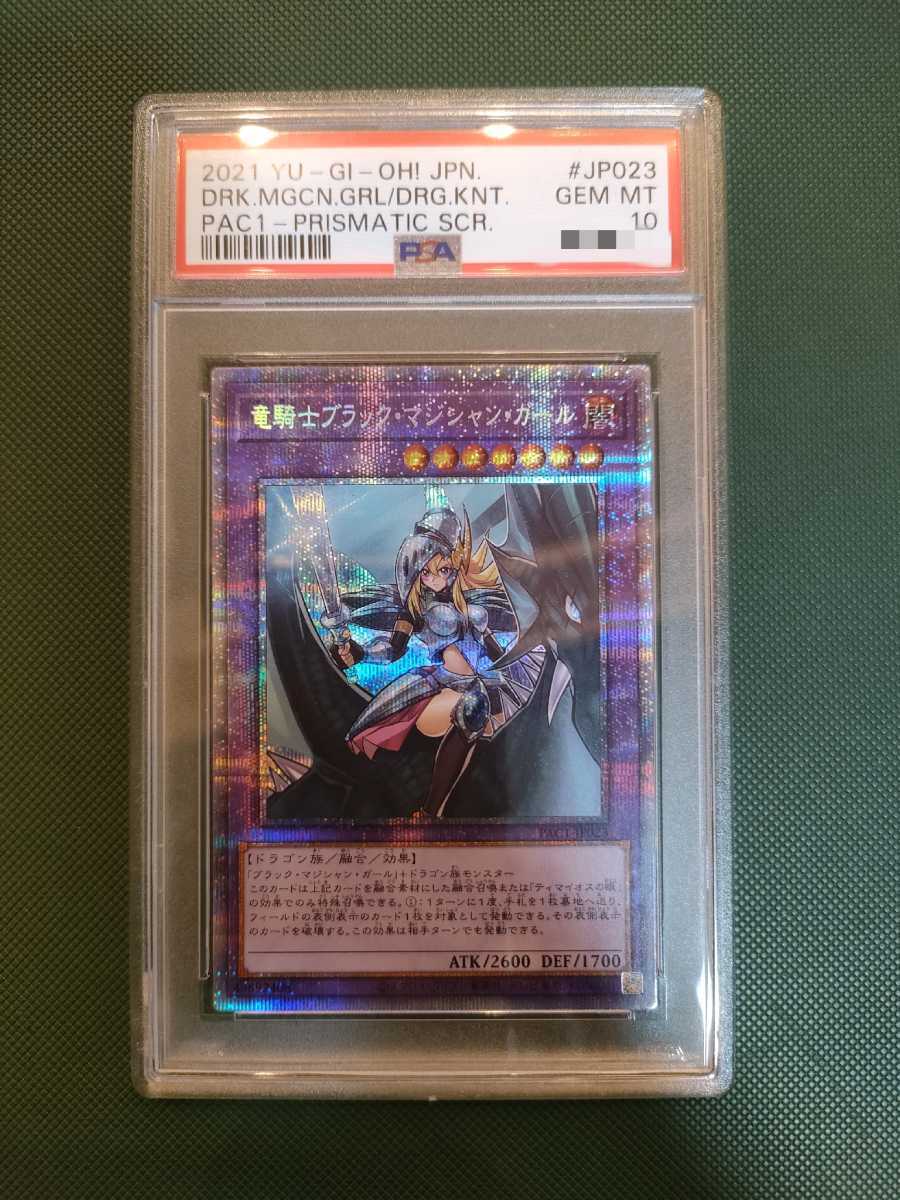 2021 YU-GI-OH! JPN. #JP023
DRK.MGCN.GRL/DRG.KNT. GEM MT
PAC1-PRISMATIC SCR. 10
PSA
竜騎士ブラック・マジシャン・ガール 闇
PAC1-JP023
【ドラゴン族／融合／効果】
「ブラック・マジシャン・ガール」＋ドラゴン族モンスター
このカードは上記カードを融合素材にした融合召喚または「ティマイオスの眼」
の効果でのみ特殊召喚できる。①：１ターンに１度、手札を１枚墓地へ送り、
フィールドの表側表示のカード１枚を対象として発動できる。その表側表示
のカードを破壊する。この効果は相手ターンでも発動できる。
ATK/2600 DEF/1700